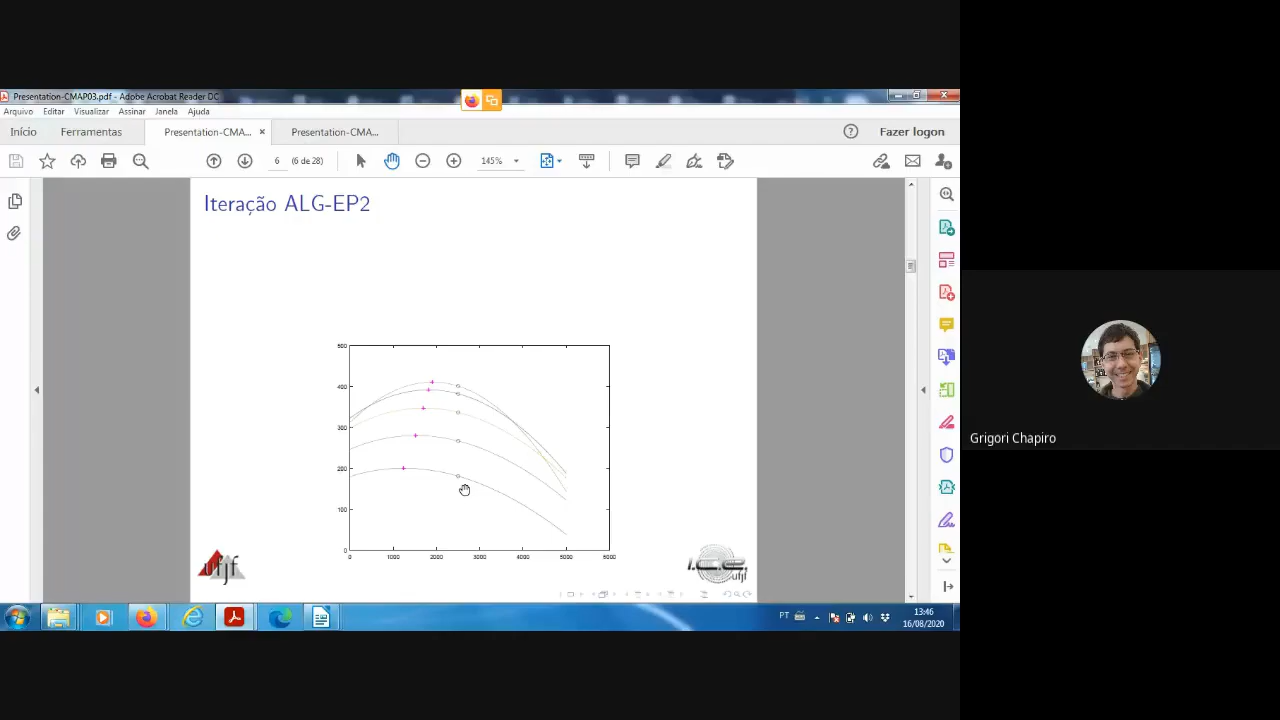 Presentation-CMAP03.pdf - Adobe Acrobat Reader DC
Arquivo Editar Visualizar Assinar Janela Ajuda
Início Ferramentas Presentation-CMA... × Presentation-CMA... Fazer logon
6 (6 de 28) 145%
Iteração ALG-EP2
500
400
300
200
100
0
0 1000 2000 3000 4000 5000 6000
ufjf
i.c.e.
ufjf
Grigori Chapiro
PT
13:46
16/08/2020